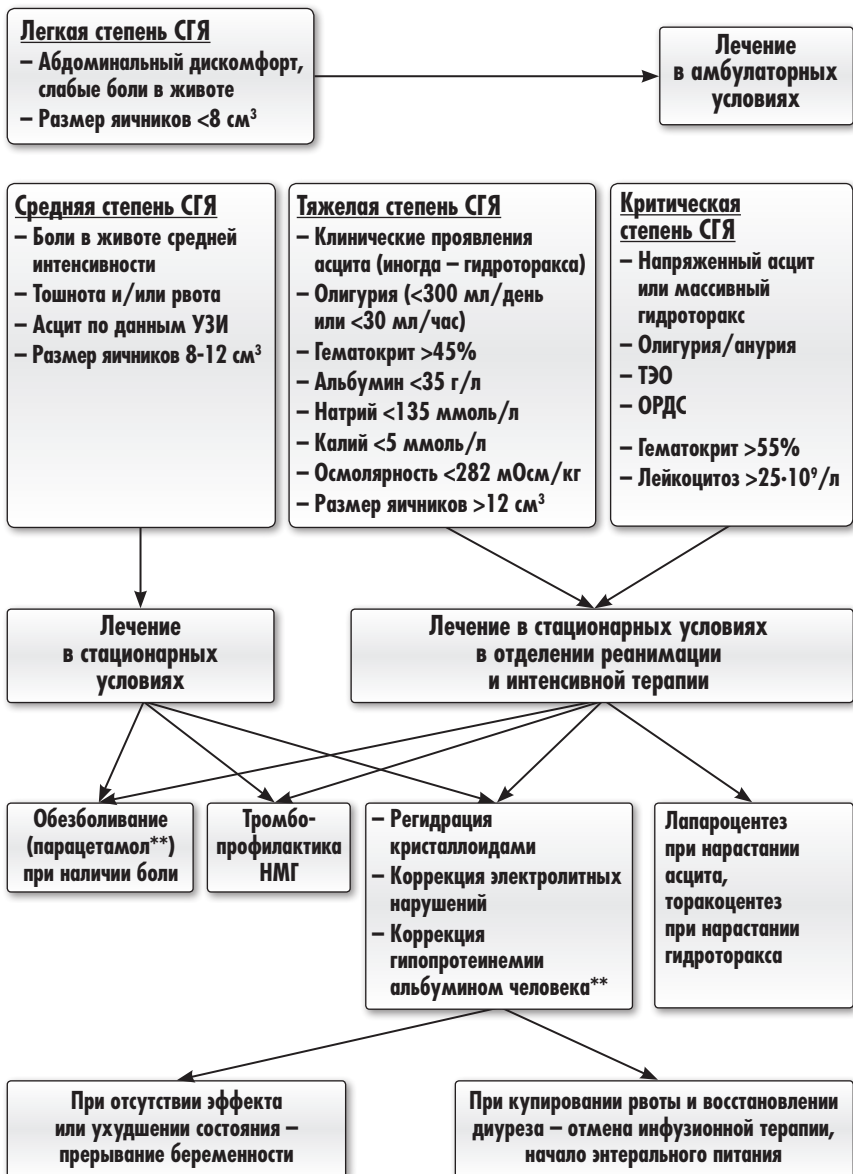 Легкая степень СГЯ
– Абдоминальный дискомфорт,
слабые боли в животе
– Размер яичников <8 см³
Лечение
в амбулаторных
условиях
Средняя степень СГЯ
– Боли в животе средней
интенсивности
– Тошнота и/или рвота
– Асцит по данным УЗИ
– Размер яичников 8-12 см³
Тяжелая степень СГЯ
– Клинические проявления
асцита (иногда – гидроторакса)
– Олигурия (<300 мл/день
или <30 мл/час)
– Гематокрит >45%
– Альбумин <35 г/л
– Натрий <135 ммоль/л
– Калий <5 ммоль/л
– Осмолярность <282 мОсм/кг
– Размер яичников >12 см³
Критическая
степень СГЯ
– Напряженный асцит
или массивный
гидроторакс
– Олигурия/анурия
– ТЭО
– ОРДС
– Гематокрит >55%
– Лейкоцитоз >25·10⁹/л
Лечение
в стационарных
условиях
Лечение в стационарных условиях
в отделении реанимации
и интенсивной терапии
Обезболивание
(парацетамол**)
при наличии боли
Тромбо-
профилактика
НМГ
– Регидрация
кристаллоидами
– Коррекция электролитных
нарушений
– Коррекция
гипопротеинемии
альбумином человека**
Лапароцентез
при нарастании
асцита,
торакоцентез
при нарастании
гидроторакса
При отсутствии эффекта
или ухудшении состояния –
прерывание беременности
При купировании рвоты и восстановлении
диуреза – отмена инфузионной терапии,
начало энтерального питания